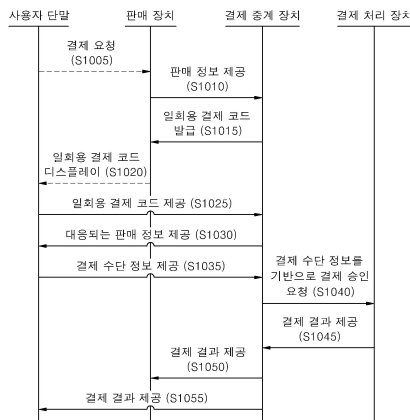 사용자 단말
판매 장치
결제 중계 장치
결제 처리 장치
결제 요청
(S1005)
판매 정보 제공
(S1010)
일회용 결제 코드
발급 (S1015)
일회용 결제 코드
디스플레이 (S1020)
일회용 결제 코드 제공 (S1025)
대응되는 판매 정보 제공 (S1030)
결제 수단 정보 제공 (S1035)
결제 수단 정보를
기반으로 결제 승인
요청 (S1040)
결제 결과 제공
(S1045)
결제 결과 제공
(S1050)
결제 결과 제공 (S1055)